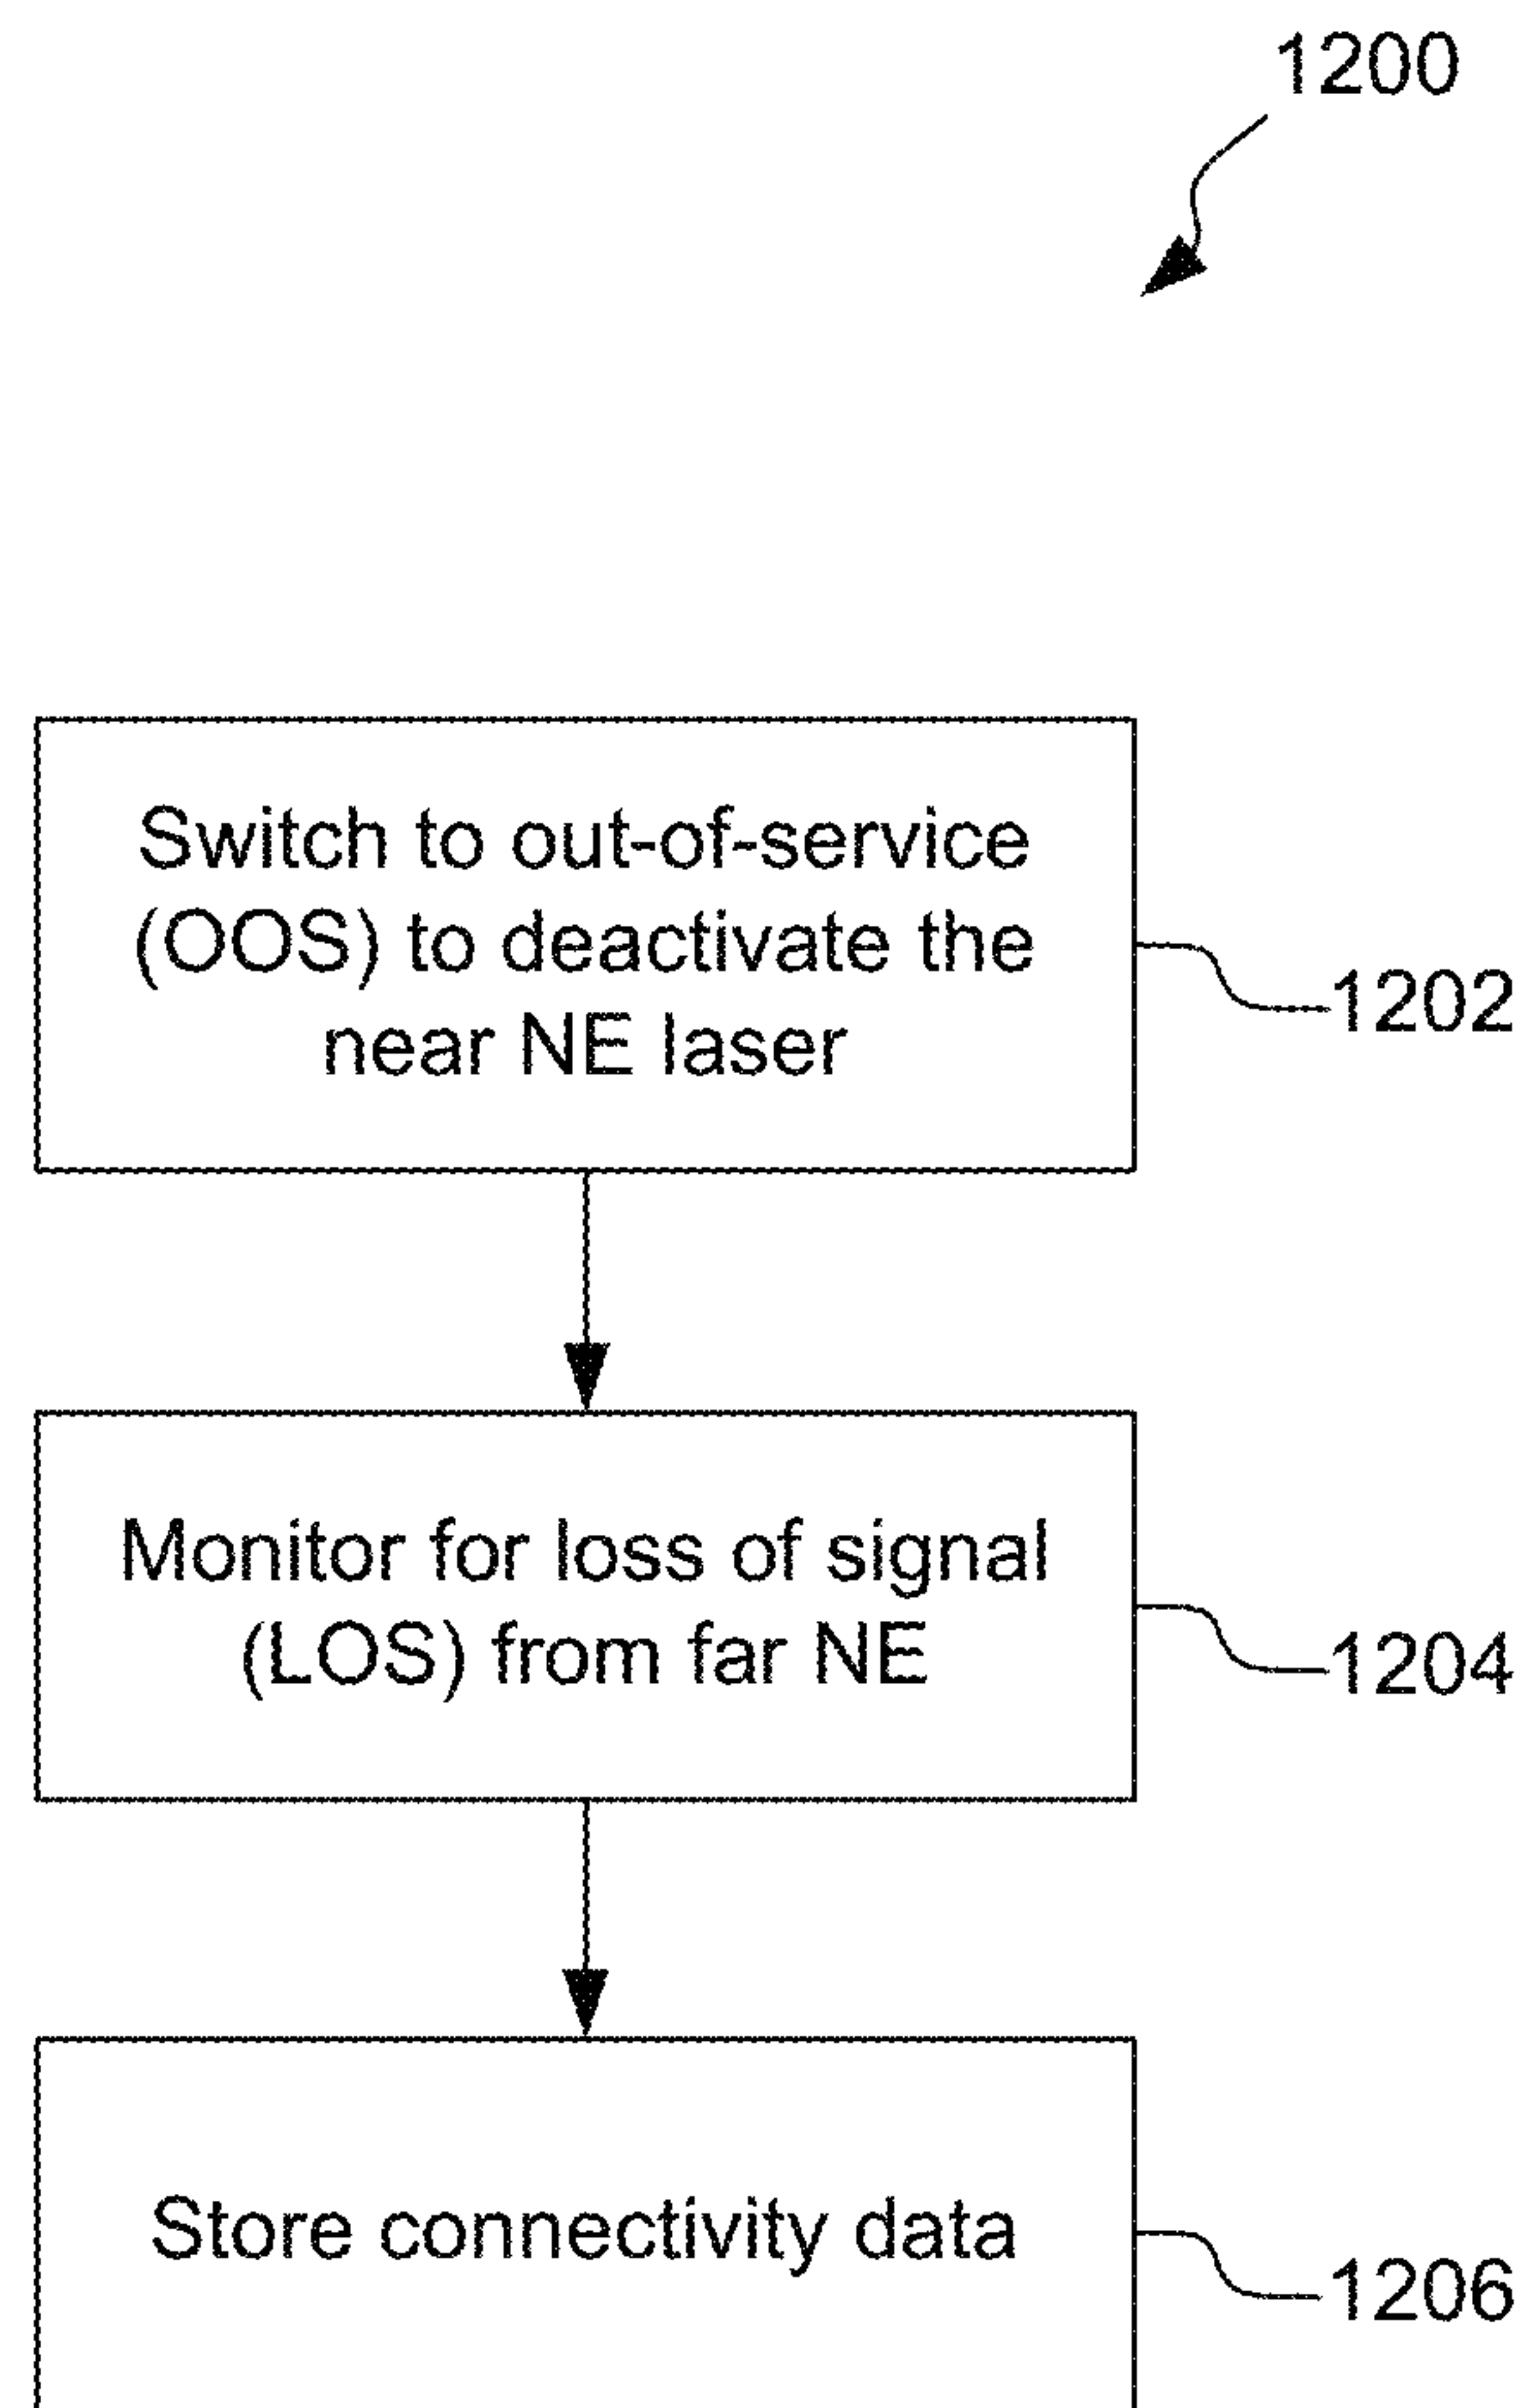 1200
Switch to out-of-service
(OOS) to deactivate the
near NE laser
1202
Monitor for loss of signal
(LOS) from far NE
1204
Store connectivity data
1206